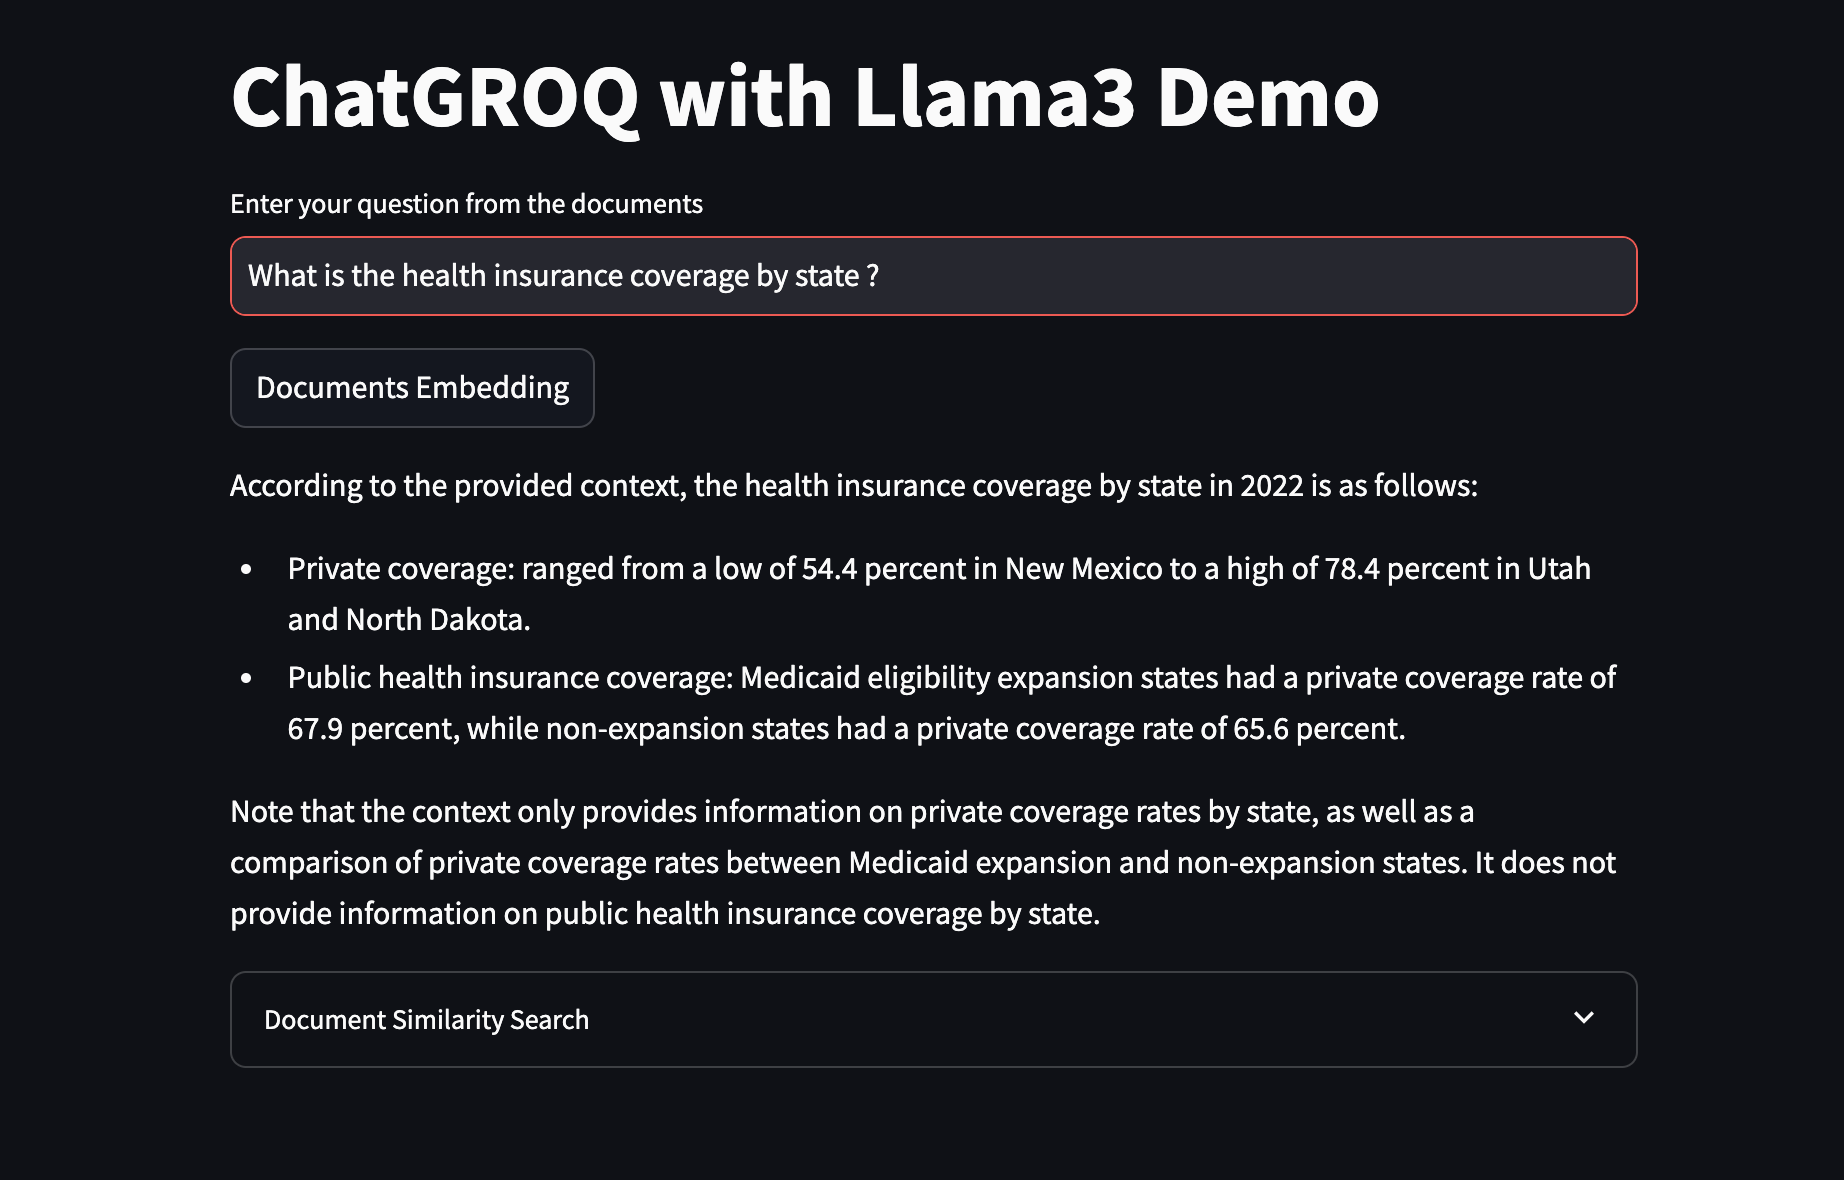 ChatGROQ with Llama3 Demo
Enter your question from the documents
What is the health insurance coverage by state ?
Documents Embedding
According to the provided context, the health insurance coverage by state in 2022 is as follows:
• Private coverage: ranged from a low of 54.4 percent in New Mexico to a high of 78.4 percent in Utah
and North Dakota.
• Public health insurance coverage: Medicaid eligibility expansion states had a private coverage rate of
67.9 percent, while non-expansion states had a private coverage rate of 65.6 percent.
Note that the context only provides information on private coverage rates by state, as well as a
comparison of private coverage rates between Medicaid expansion and non-expansion states. It does not
provide information on public health insurance coverage by state.
Document Similarity Search